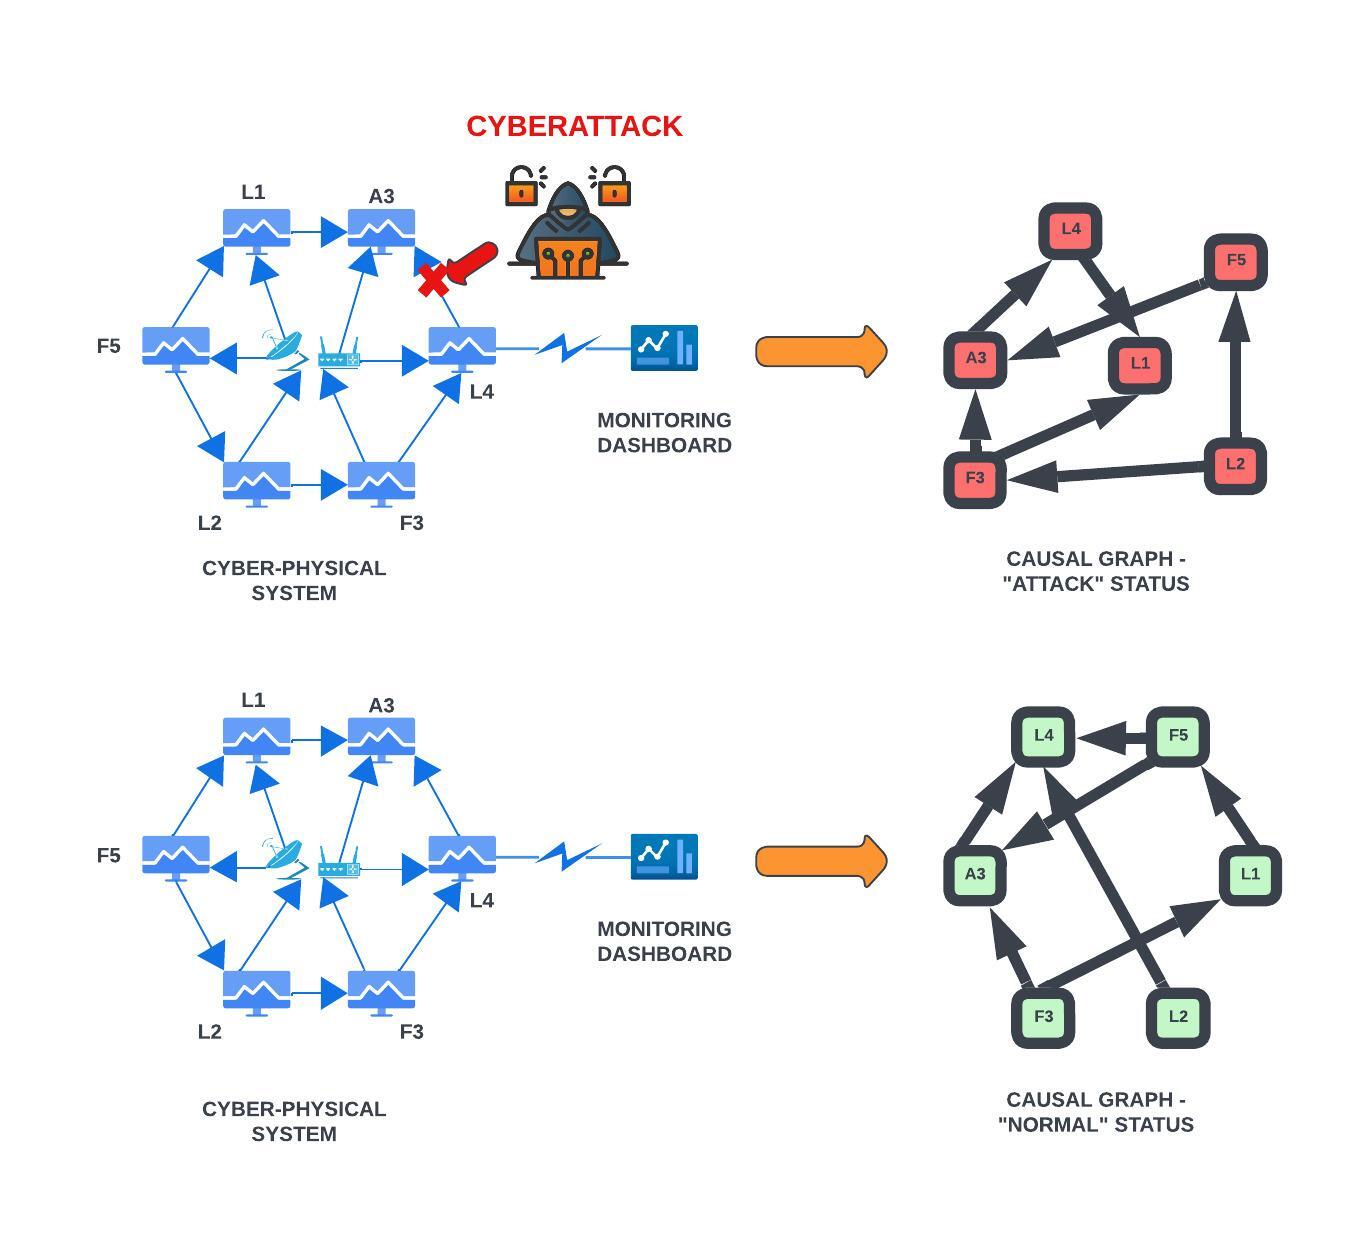 CYBERATTACK
L1
A3
F5
L4
L2
F3
MONITORING
DASHBOARD
CYBER-PHYSICAL
SYSTEM
L4
F5
A3
L1
F3
L2
CAUSAL GRAPH -
"ATTACK" STATUS
L1
A3
F5
L4
L2
F3
MONITORING
DASHBOARD
CYBER-PHYSICAL
SYSTEM
L4
F5
A3
L1
F3
L2
CAUSAL GRAPH -
"NORMAL" STATUS